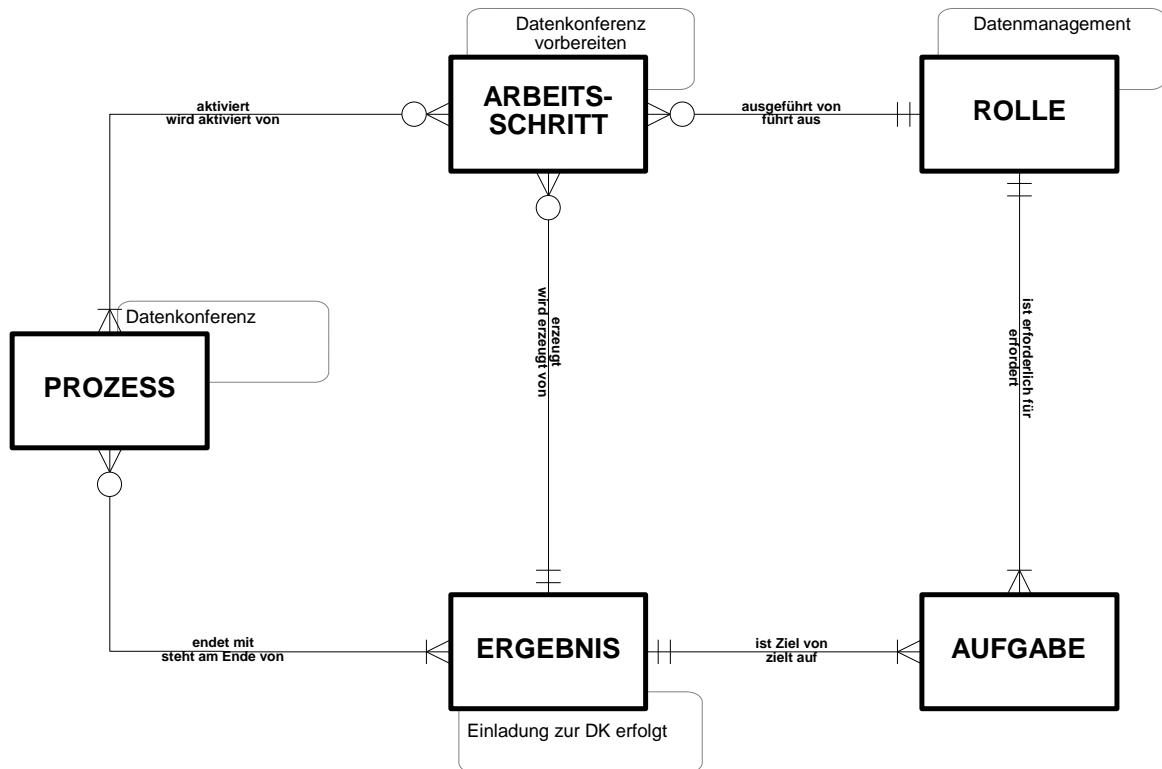 Datenkonferenz
vorbereiten
Datenmanagement
ARBEITS-
SCHRITT
ROLLE
aktiviert
wird aktiviert von
ausgeführt von
führt aus
Datenkonferenz
PROZESS
erzeugt
wird erzeugt von
ist erforderlich für
erfordert
endet mit
steht am Ende von
ERGEBNIS
ist Ziel von
zielt auf
AUFGABE
Einladung zur DK erfolgt